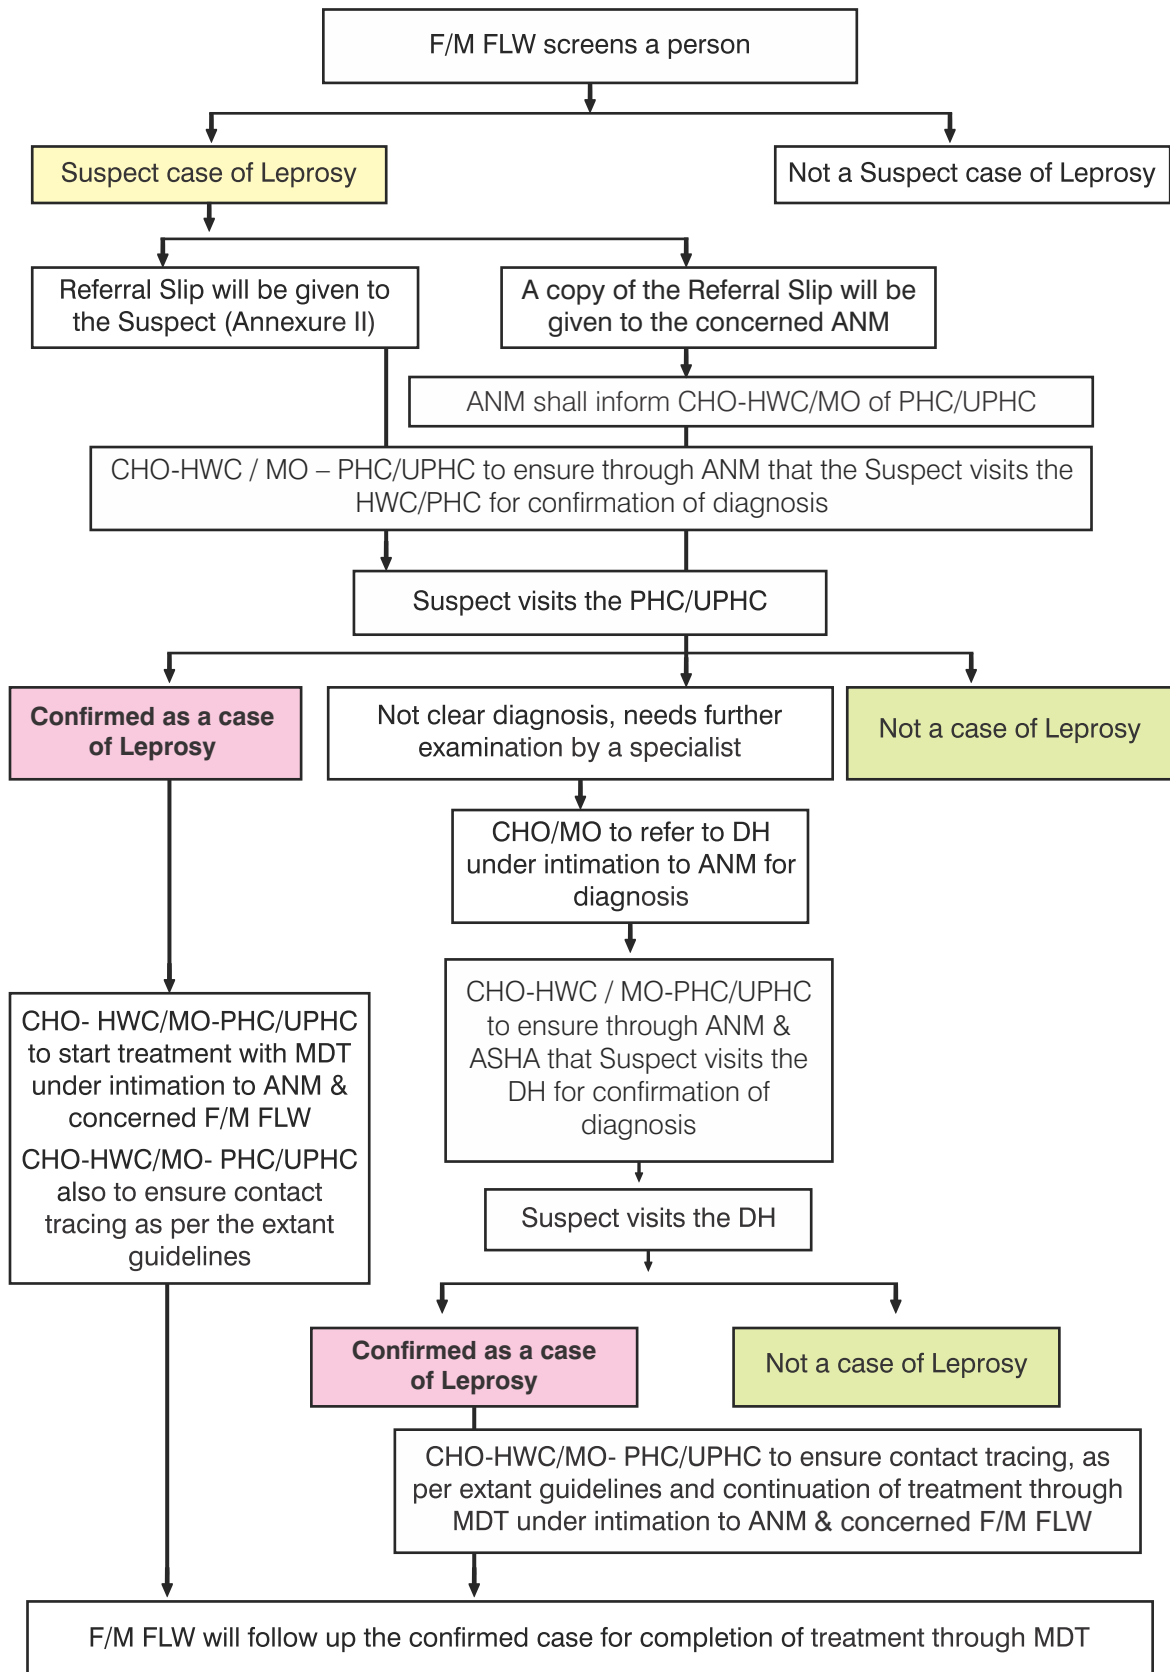 F/M FLW screens a person
Suspect case of Leprosy
Not a Suspect case of Leprosy
Referral Slip will be given to
the Suspect (Annexure II)
A copy of the Referral Slip will be
given to the concerned ANM
ANM shall inform CHO-HWC/MO of PHC/UPHC
CHO-HWC / MO – PHC/UPHC to ensure through ANM that the Suspect visits the
HWC/PHC for confirmation of diagnosis
Suspect visits the PHC/UPHC
Confirmed as a case
of Leprosy
Not clear diagnosis, needs further
examination by a specialist
Not a case of Leprosy
CHO/MO to refer to DH
under intimation to ANM for
diagnosis
CHO-HWC / MO-PHC/UPHC
to ensure through ANM &
ASHA that Suspect visits the
DH for confirmation of
diagnosis
CHO- HWC/MO-PHC/UPHC
to start treatment with MDT
under intimation to ANM &
concerned F/M FLW
CHO-HWC/MO- PHC/UPHC
also to ensure contact
tracing as per the extant
guidelines
Suspect visits the DH
Confirmed as a case
of Leprosy
Not a case of Leprosy
CHO-HWC/MO- PHC/UPHC to ensure contact tracing, as
per extant guidelines and continuation of treatment through
MDT under intimation to ANM & concerned F/M FLW
F/M FLW will follow up the confirmed case for completion of treatment through MDT